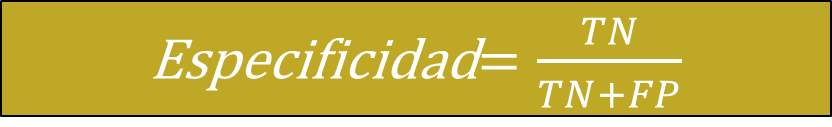 Especificidad= TN
TN+FP